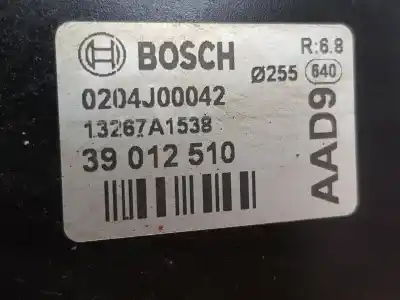 BOSCH
R:6.8
Ø255 640
0204J00042
13267A1538
39 012 510
AAD9